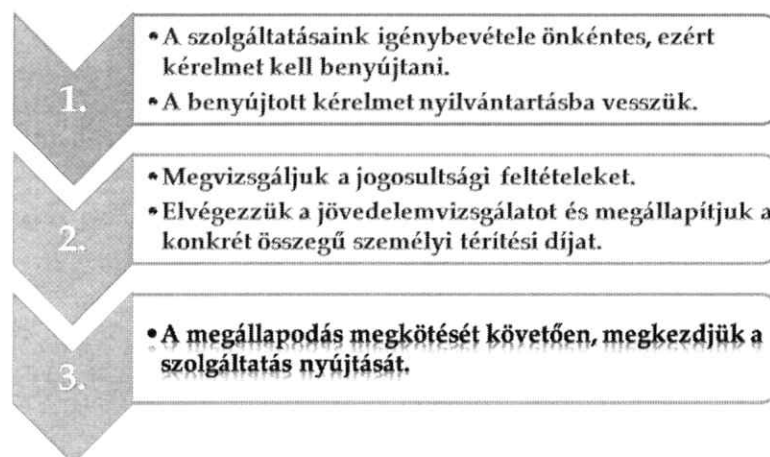 1.
• A szolgáltatásaink igénybevétele önkéntes, ezért
kérelmet kell benyújtani.
• A benyújtott kérelmet nyilvántartásba vesszük.
2.
• Megvizsgáljuk a jogosultsági feltételeket.
• Elvégezzük a jövedelemvizsgálatot és megállapítjuk a
konkrét összegű személyi térítési díjat.
3.
• A megállapodás megkötését követően, megkezdjük a
szolgáltatás nyújtását.